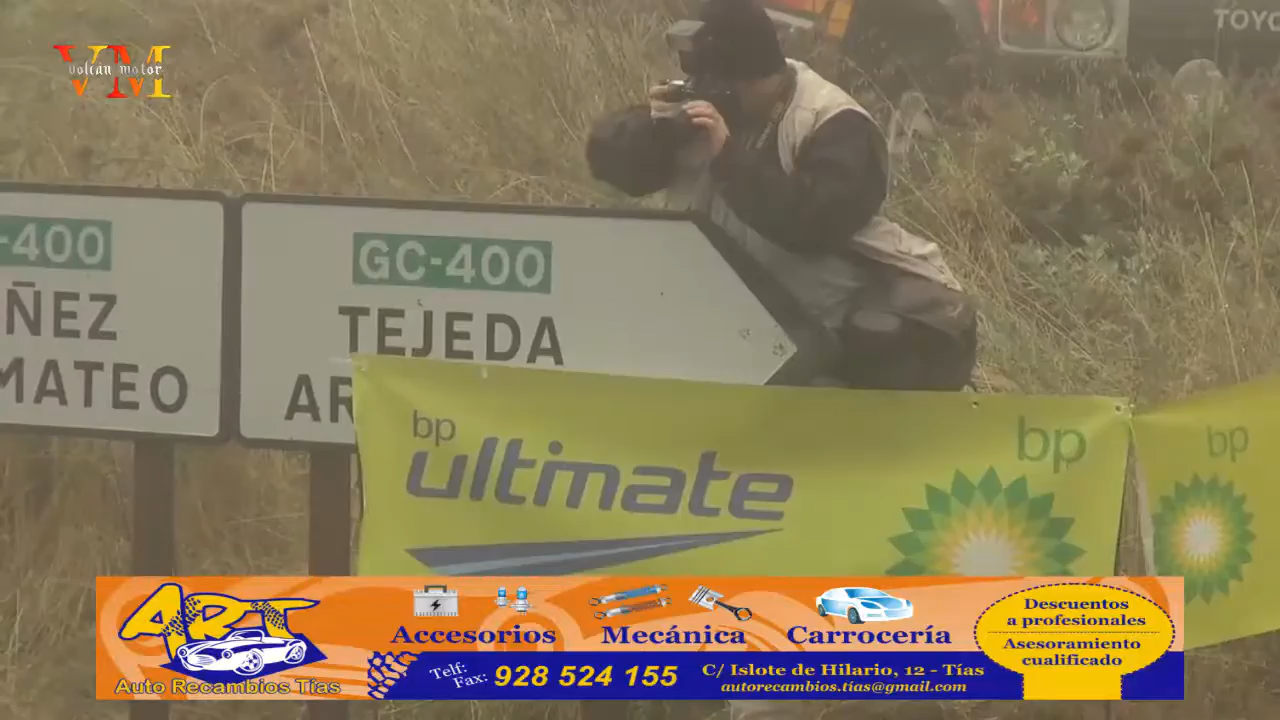 VM
volcán motor
TOYO
-400
ÑEZ
MATEO
GC-400
TEJEDA
AR
bp
ultimate
bp
bp
ART
Auto Recambios Tías
Accesorios
Mecánica
Carrocería
Descuentos
a profesionales
Asesoramiento
cualificado
Telf:
Fax:
928 524 155
C/ Islote de Hilario, 12 - Tías
autorecambios.tias@gmail.com